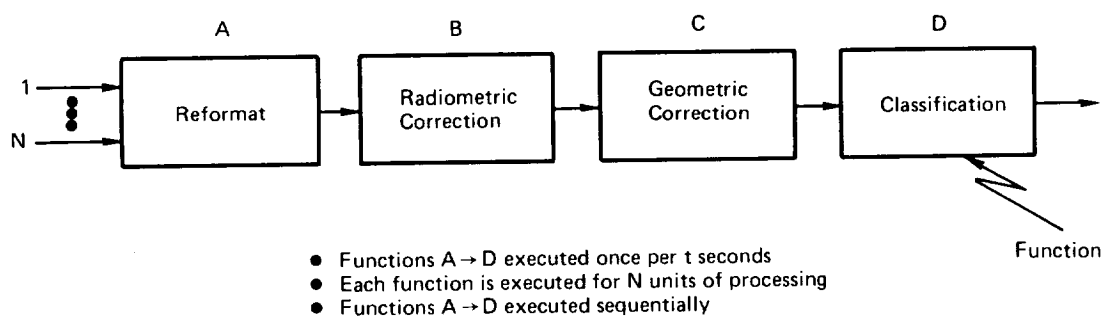 A
B
C
D
1
N
Reformat
Radiometric
Correction
Geometric
Correction
Classification
Function
● Functions A → D executed once per t seconds
● Each function is executed for N units of processing
● Functions A → D executed sequentially